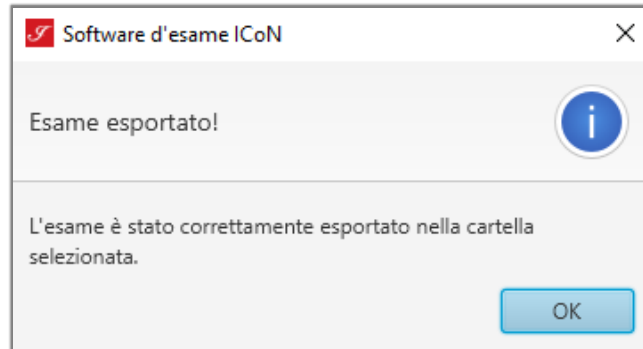 Software d'esame ICoN
Esame esportato!
L'esame è stato correttamente esportato nella cartella
selezionata.
OK